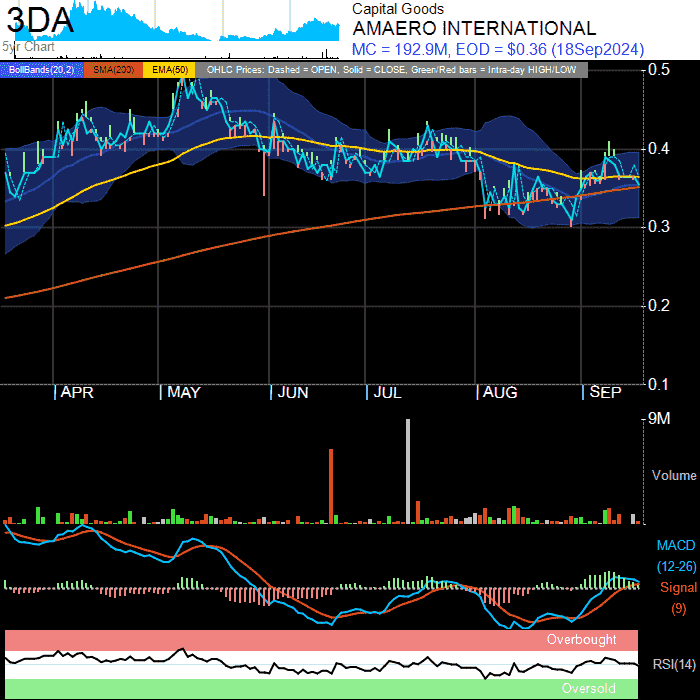 3DA
5yr Chart
Capital Goods
AMAERO INTERNATIONAL
MC = 192.9M, EOD = $0.36 (18Sep2024)
BollBands(20,2) SMA(200) EMA(50) OHLC Prices: Dashed = OPEN, Solid = CLOSE, Green/Red bars = Intra-day HIGH/LOW
0.5
0.4
0.3
0.2
0.1
APR MAY JUN JUL AUG SEP
9M
Volume
MACD
(12-26)
Signal
(9)
Overbought
RSI(14)
Oversold